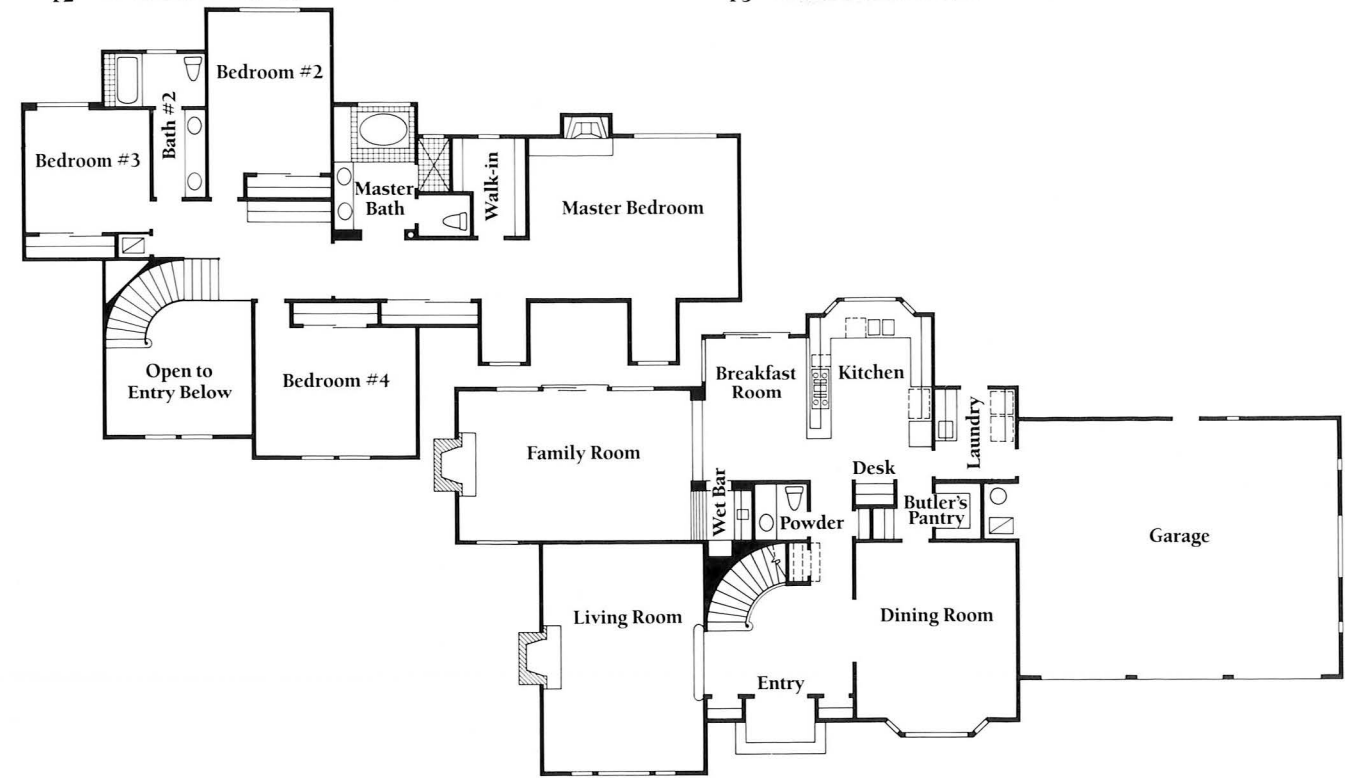 Bedroom #2
Bath #2
Bedroom #3
Master
Bath
Walk-in
Master Bedroom
Open to
Entry Below
Bedroom #4
Breakfast
Room
Kitchen
Laundry
Family Room
Desk
Wet Bar
Powder
Butler's
Pantry
Garage
Living Room
Dining Room
Entry